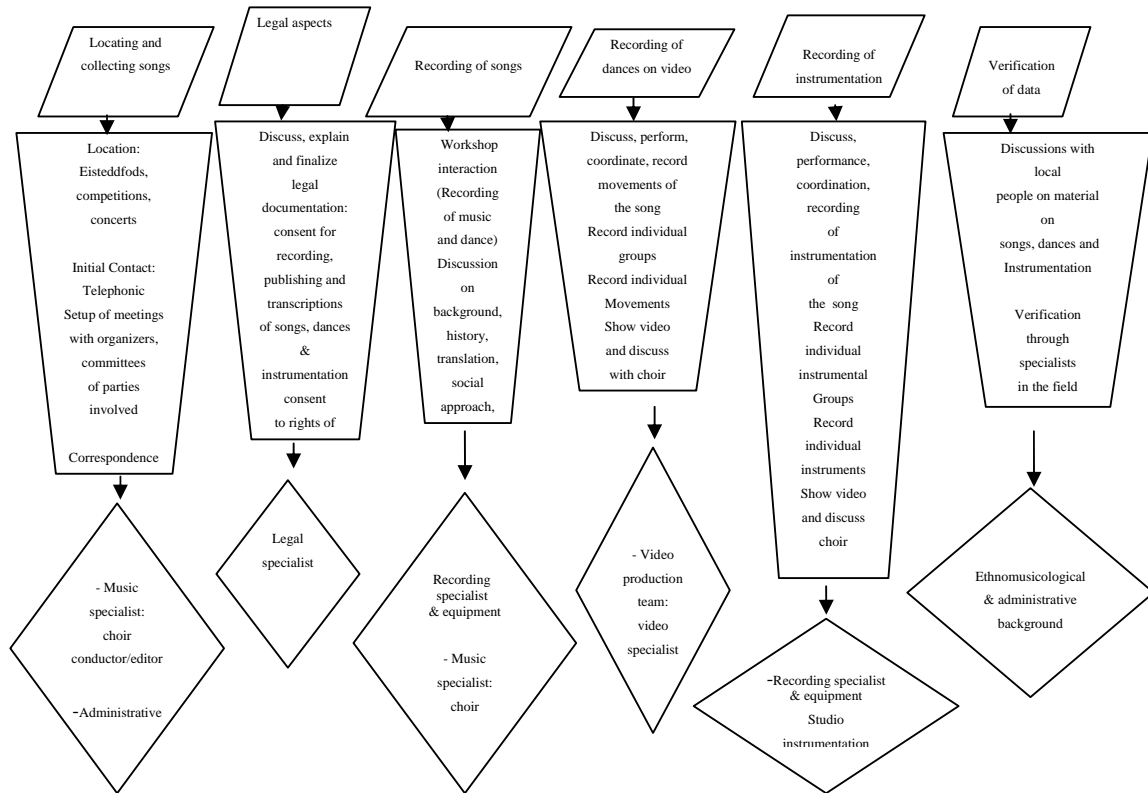 Locating and
collecting songs
Location:
Eisteddfods,
competitions,
concerts
Initial Contact:
Telephonic
Setup of meetings
with organizers,
committees
of parties
involved
Correspondence
- Music
specialist:
choir
conductor/editor
-Administrative
Legal aspects
Discuss, explain
and finalize
legal
documentation:
consent for
recording,
publishing and
transcriptions
of songs, dances
&
instrumentation
consent
to rights of
Legal
specialist
Recording of songs
Workshop
interaction
(Recording
of music
and dance)
Discussion
on
background,
history,
translation,
social
approach,
Recording
specialist
& equipment
- Music
specialist:
choir
Recording of
dances on video
Discuss, perform,
coordinate, record
movements of
the song
Record individual
groups
Record individual
Movements
Show video
and discuss
with choir
- Video
production
team:
video
specialist
Recording of
instrumentation
Discuss,
performance,
coordination,
recording
of
instrumentation
of
the song
Record
individual
instrumental
Groups
Record
individual
instruments
Show video
and discuss
choir
-Recording specialist
& equipment
Studio
instrumentation
Verification
of data
Discussions with
local
people on material
on
songs, dances and
Instrumentation
Verification
through
specialists
in the field
Ethnomusicological
& administrative
background